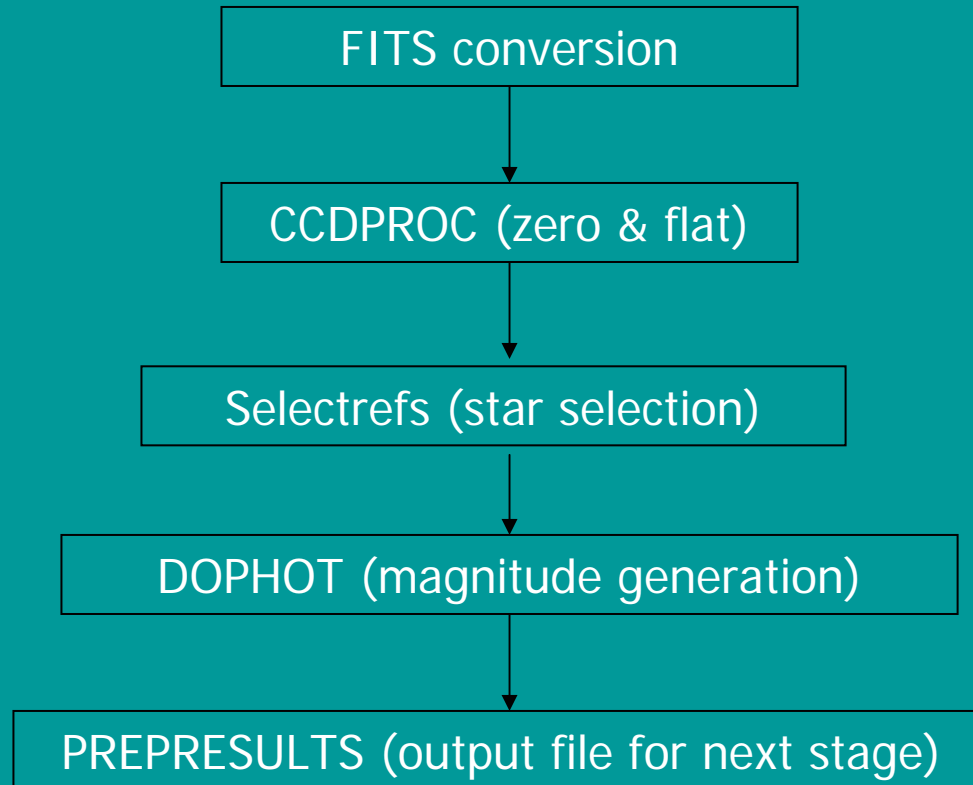 FITS conversion
CCDPROC (zero & flat)
Selectrefs (star selection)
DOPHOT (magnitude generation)
PREPRESULTS (output file for next stage)